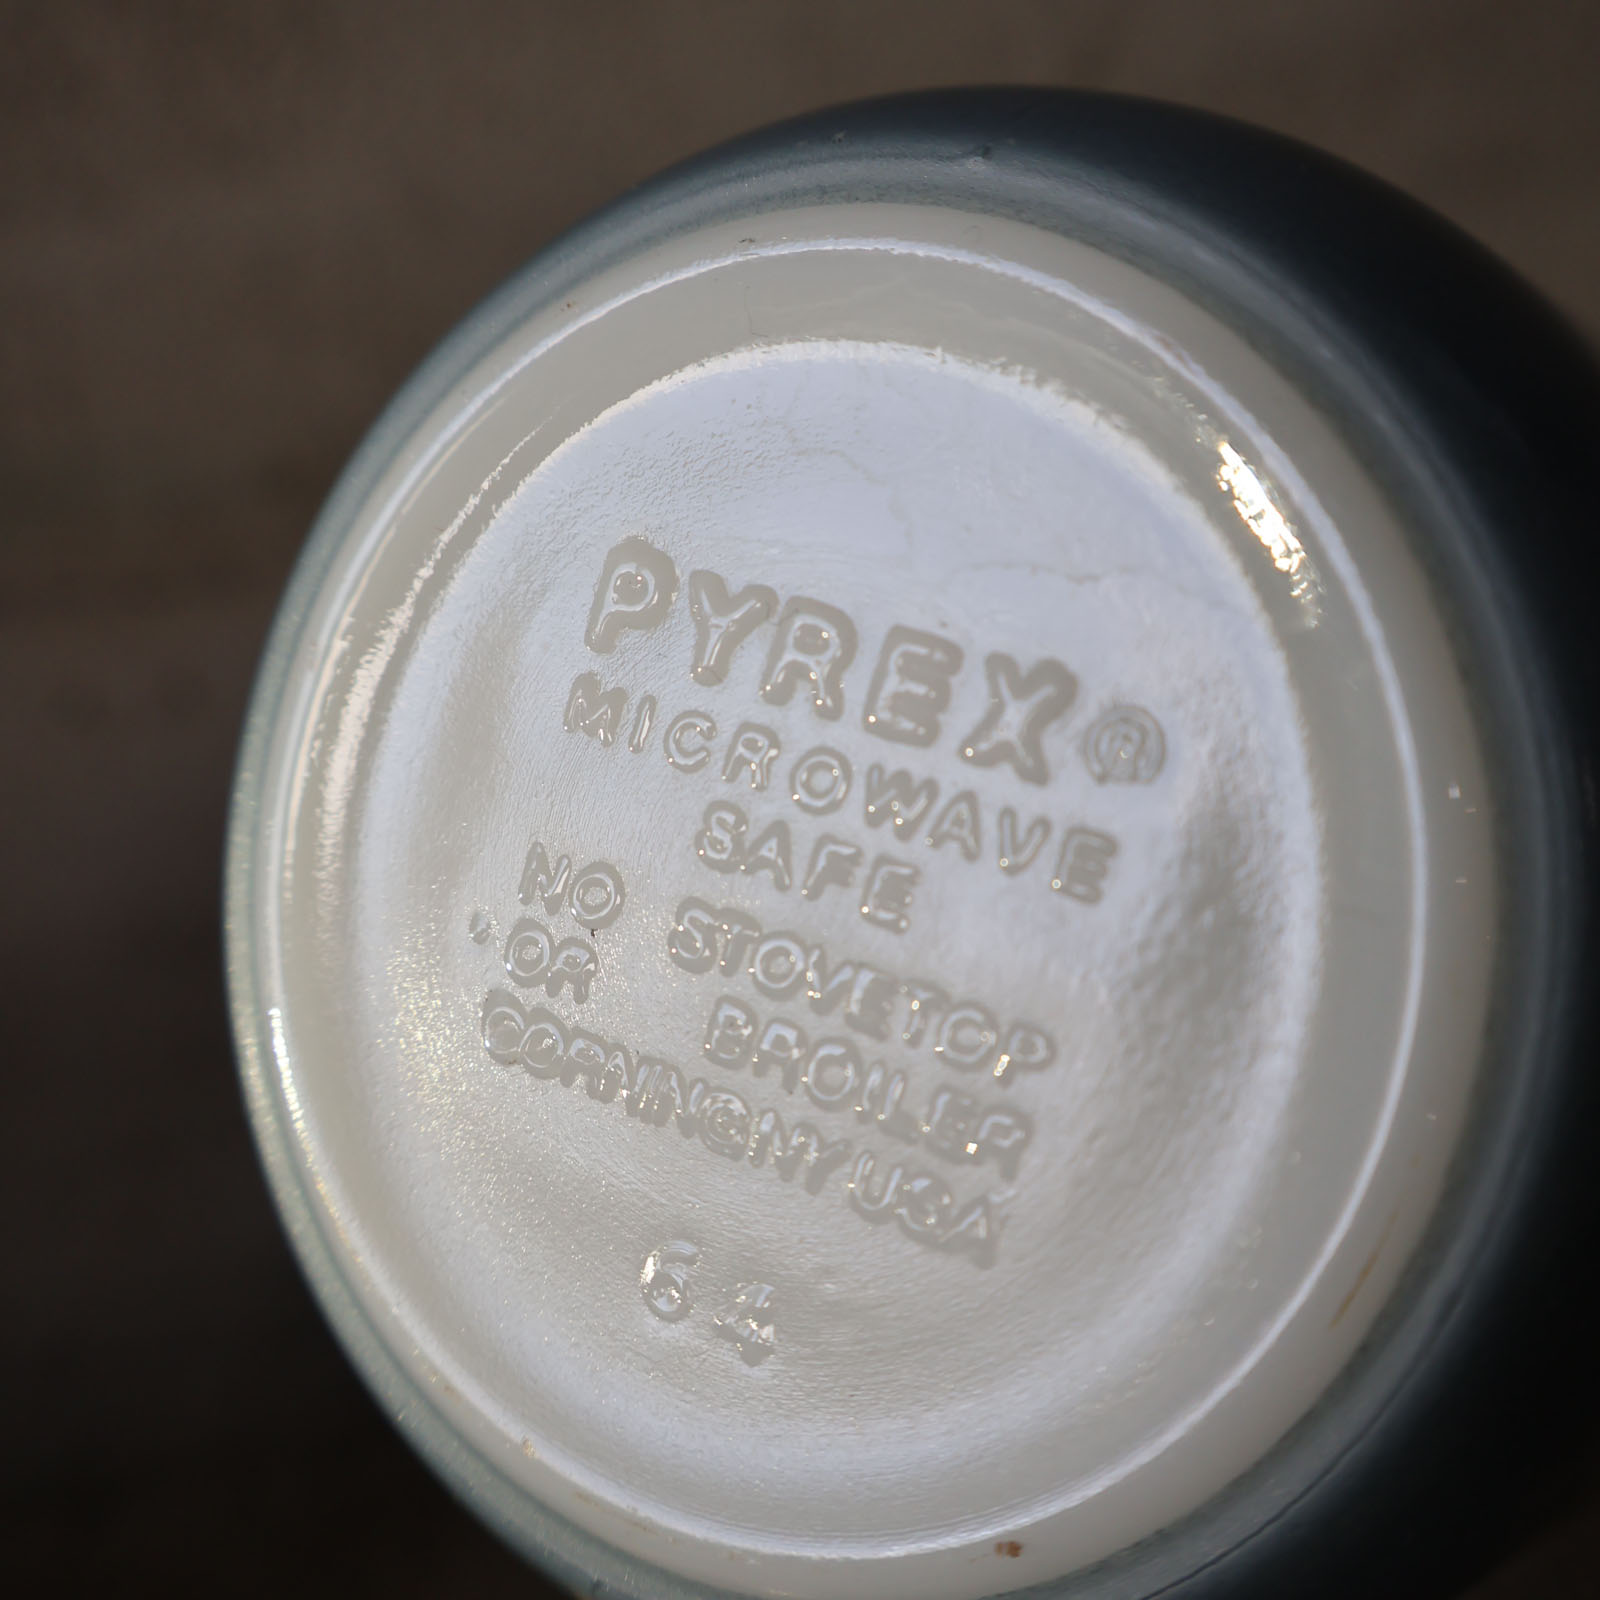 PYREX®
MICROWAVE
SAFE
NO STOVETOP
OR BROILER
CORNING NY USA
64